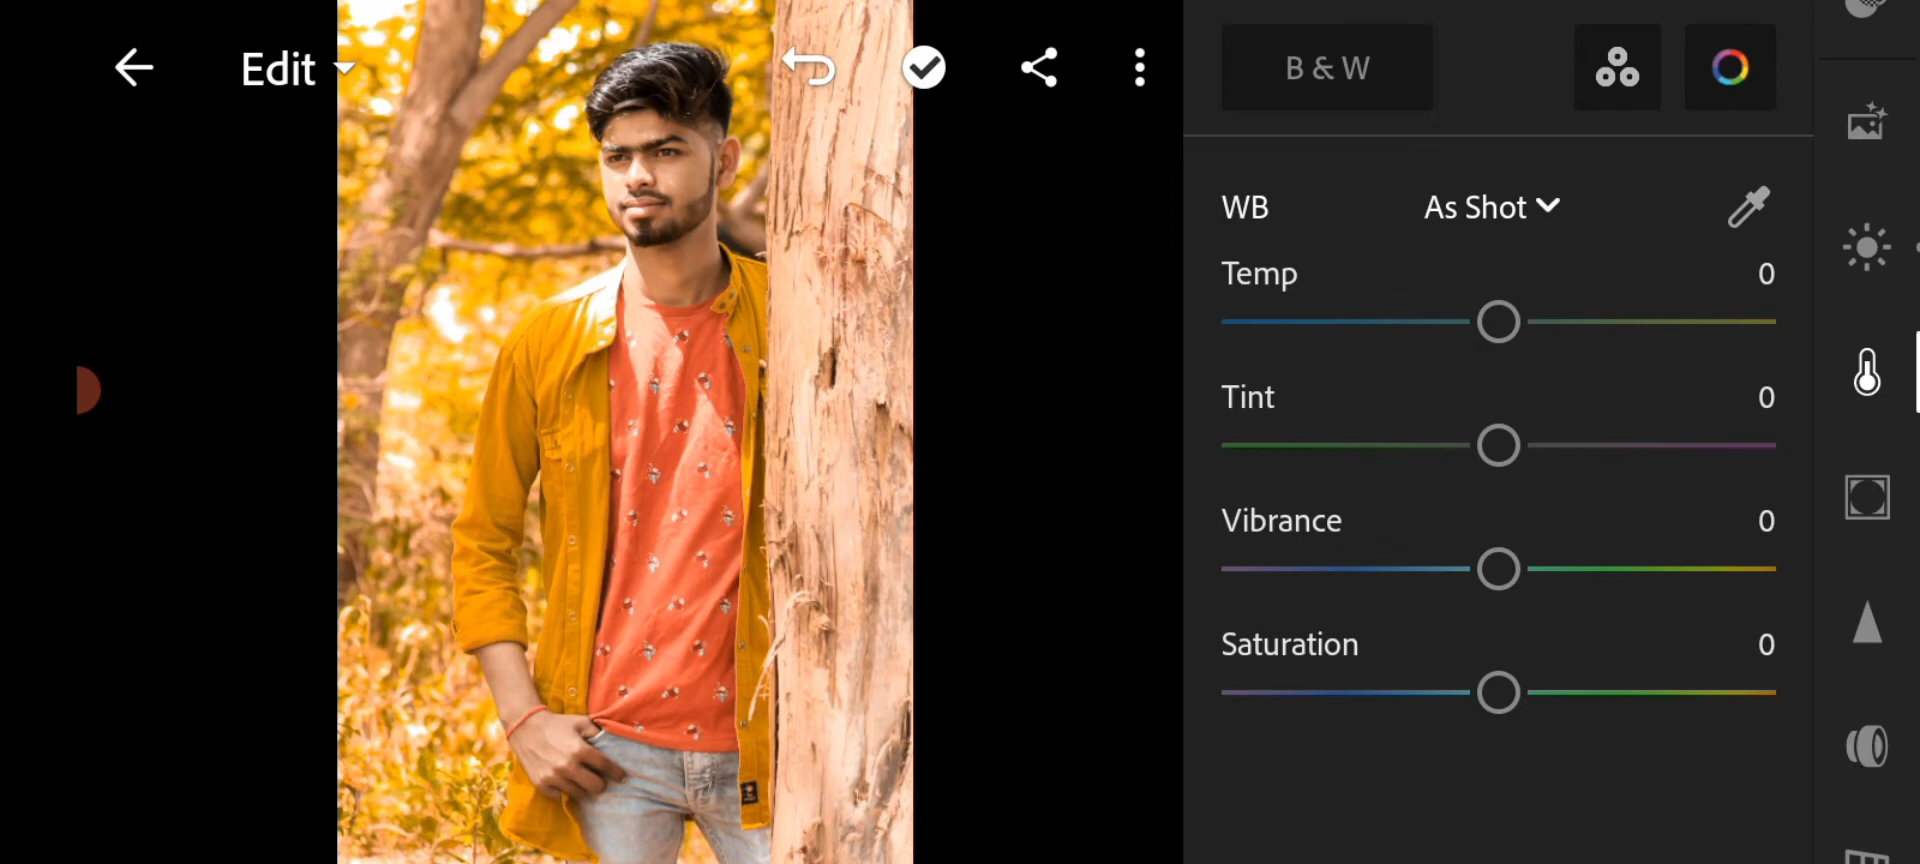 Edit
B & W
WB As Shot
Temp 0
Tint 0
Vibrance 0
Saturation 0